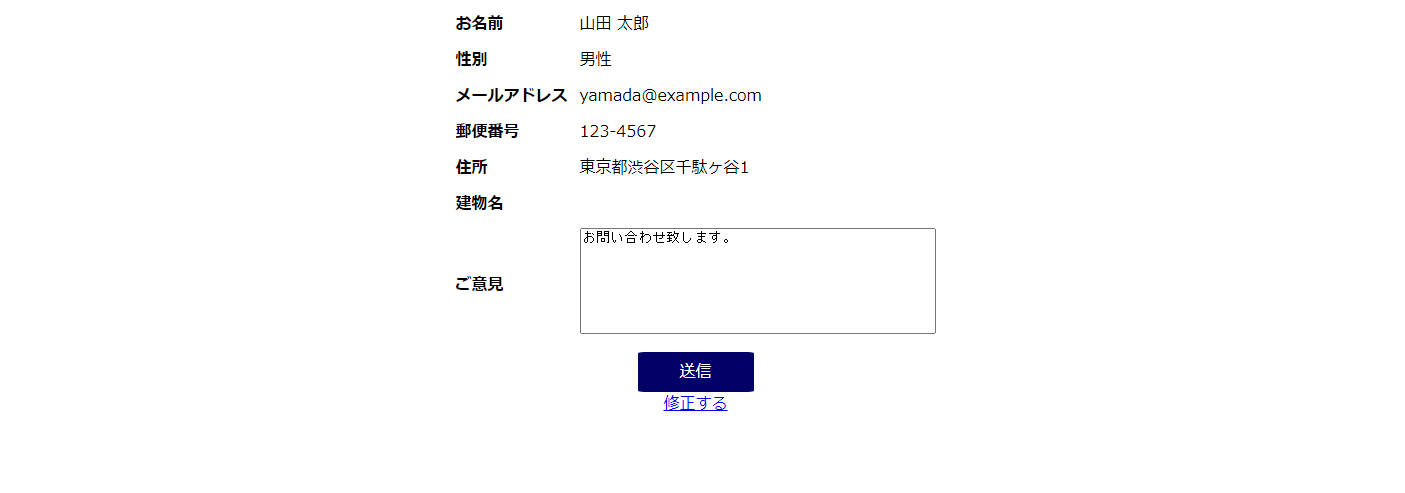 お名前 山田 太郎
性別 男性
メールアドレス yamada@example.com
郵便番号 123-4567
住所 東京都渋谷区千駄ヶ谷1
建物名
ご意見 お問い合わせ致します。
送信
修正する